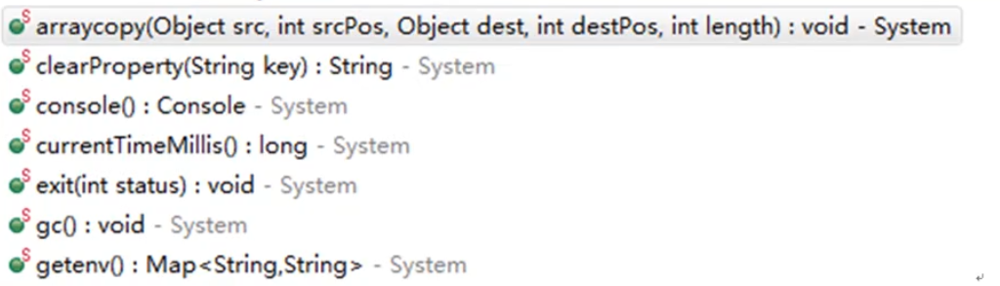 arraycopy(Object src, int srcPos, Object dest, int destPos, int length) : void - System
clearProperty(String key) : String - System
console() : Console - System
currentTimeMillis() : long - System
exit(int status) : void - System
gc() : void - System
getenv() : Map<String,String> - System